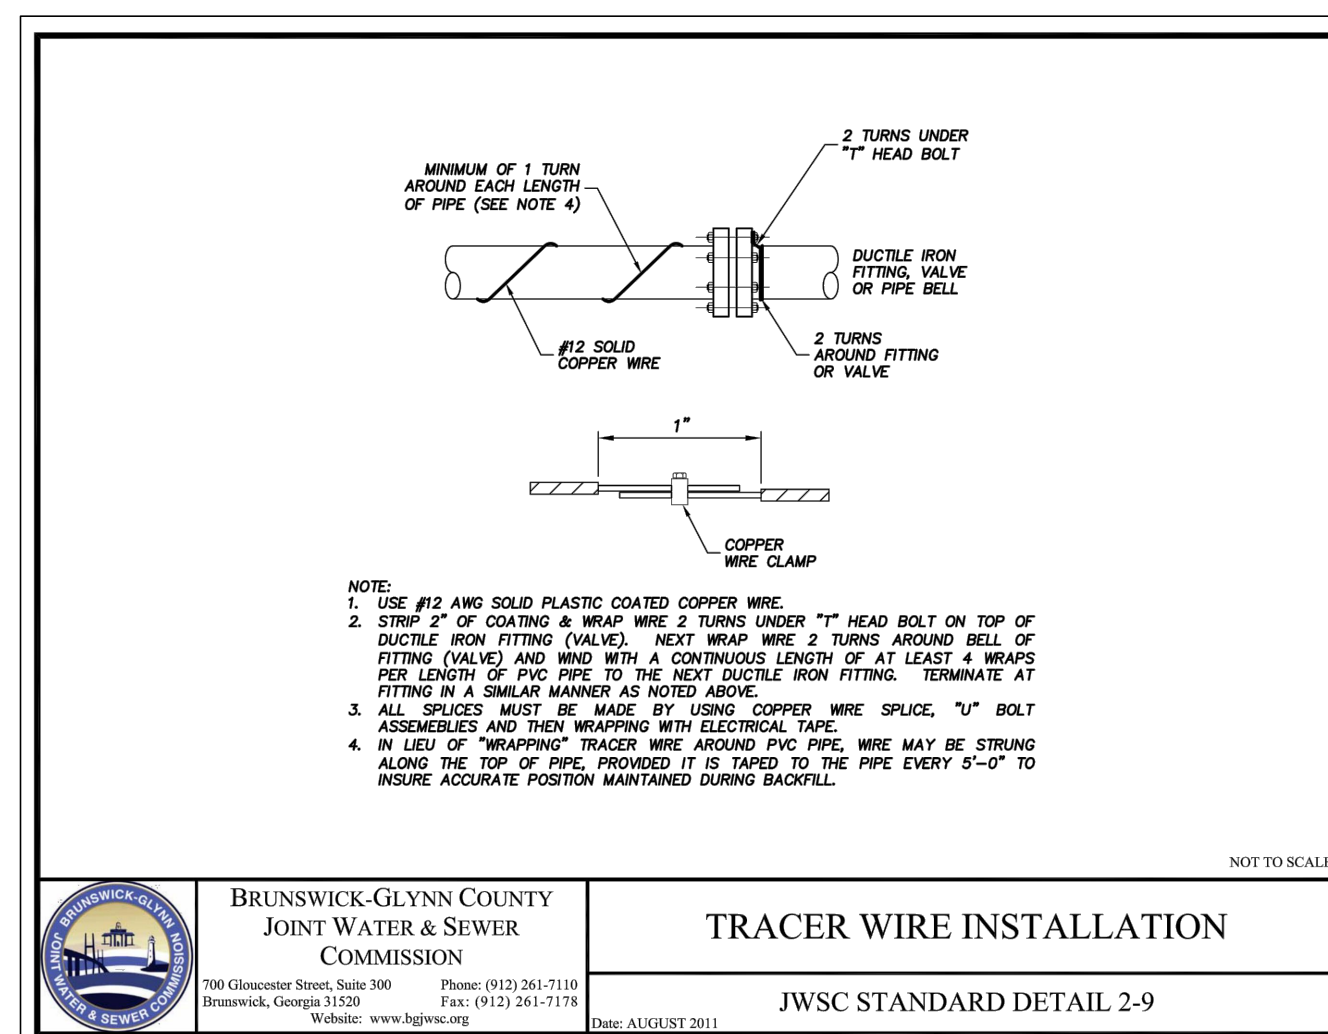 2 TURNS UNDER
"T" HEAD BOLT
MINIMUM OF 1 TURN
AROUND EACH LENGTH
OF PIPE (SEE NOTE 4)
DUCTILE IRON
FITTING, VALVE
OR PIPE BELL
#12 SOLID
COPPER WIRE
2 TURNS
AROUND FITTING
OR VALVE
1"
COPPER
WIRE CLAMP
NOTE:
1. USE #12 AWG SOLID PLASTIC COATED COPPER WIRE.
2. STRIP 2" OF COATING & WRAP WIRE 2 TURNS UNDER "T" HEAD BOLT ON TOP OF
DUCTILE IRON FITTING (VALVE). NEXT WRAP WIRE 2 TURNS AROUND BELL OF
FITTING (VALVE) AND WIND WITH A CONTINUOUS LENGTH OF AT LEAST 4 WRAPS
PER LENGTH OF PVC PIPE TO THE NEXT DUCTILE IRON FITTING. TERMINATE AT
FITTING IN A SIMILAR MANNER AS NOTED ABOVE.
3. ALL SPLICES MUST BE MADE BY USING COPPER WIRE SPLICE, "U" BOLT
ASSEMEBLIES AND THEN WRAPPING WITH ELECTRICAL TAPE.
4. IN LIEU OF "WRAPPING" TRACER WIRE AROUND PVC PIPE, WIRE MAY BE STRUNG
ALONG THE TOP OF PIPE, PROVIDED IT IS TAPED TO THE PIPE EVERY 5'-0" TO
INSURE ACCURATE POSITION MAINTAINED DURING BACKFILL.
NOT TO SCALE
BRUNSWICK-GLYNN
JOINT WATER & SEWER COMMISSION
BRUNSWICK-GLYNN COUNTY
JOINT WATER & SEWER
COMMISSION
700 Gloucester Street, Suite 300 Phone: (912) 261-7110
Brunswick, Georgia 31520 Fax: (912) 261-7178
Website: www.bgjwsc.org
TRACER WIRE INSTALLATION
JWSC STANDARD DETAIL 2-9
Date: AUGUST 2011